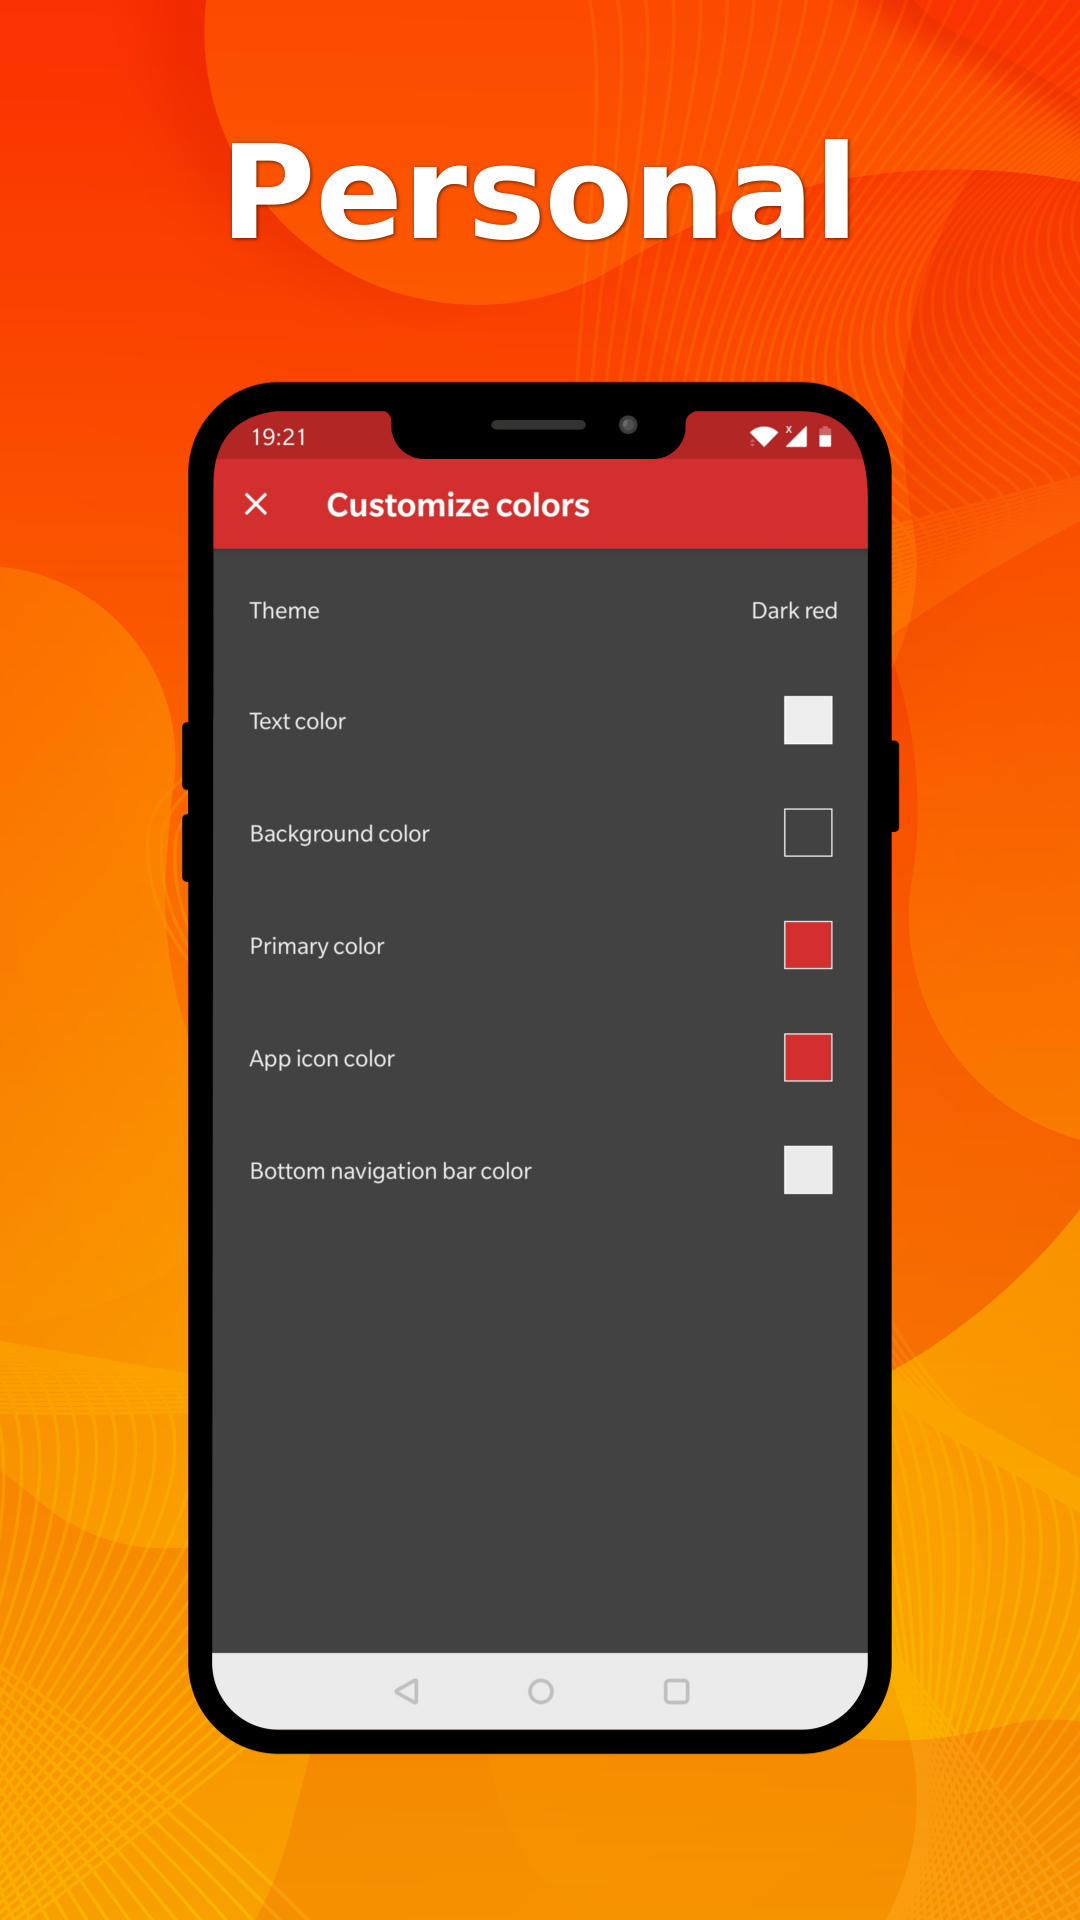 Personal
19:21
x
Customize colors
Theme
Dark red
Text color
Background color
Primary color
App icon color
Bottom navigation bar color